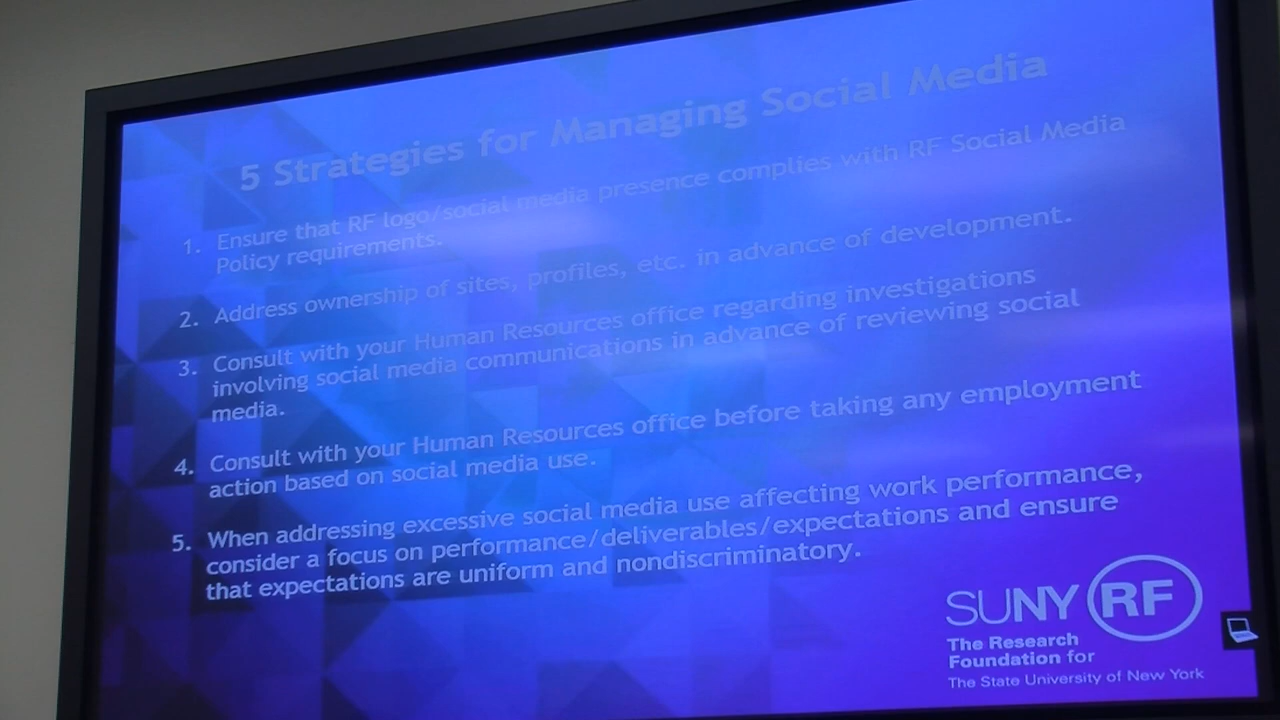 5 Strategies for Managing Social Media
1. Ensure that RF logo/social media presence complies with RF Social Media
Policy requirements.
2. Address ownership of sites, profiles, etc. in advance of development.
3. Consult with your Human Resources office regarding investigations
involving social media communications in advance of reviewing social
media.
4. Consult with your Human Resources office before taking any employment
action based on social media use.
5. When addressing excessive social media use affecting work performance,
consider a focus on performance/deliverables/expectations and ensure
that expectations are uniform and nondiscriminatory.
SUNY RF
The Research
Foundation for
The State University of New York